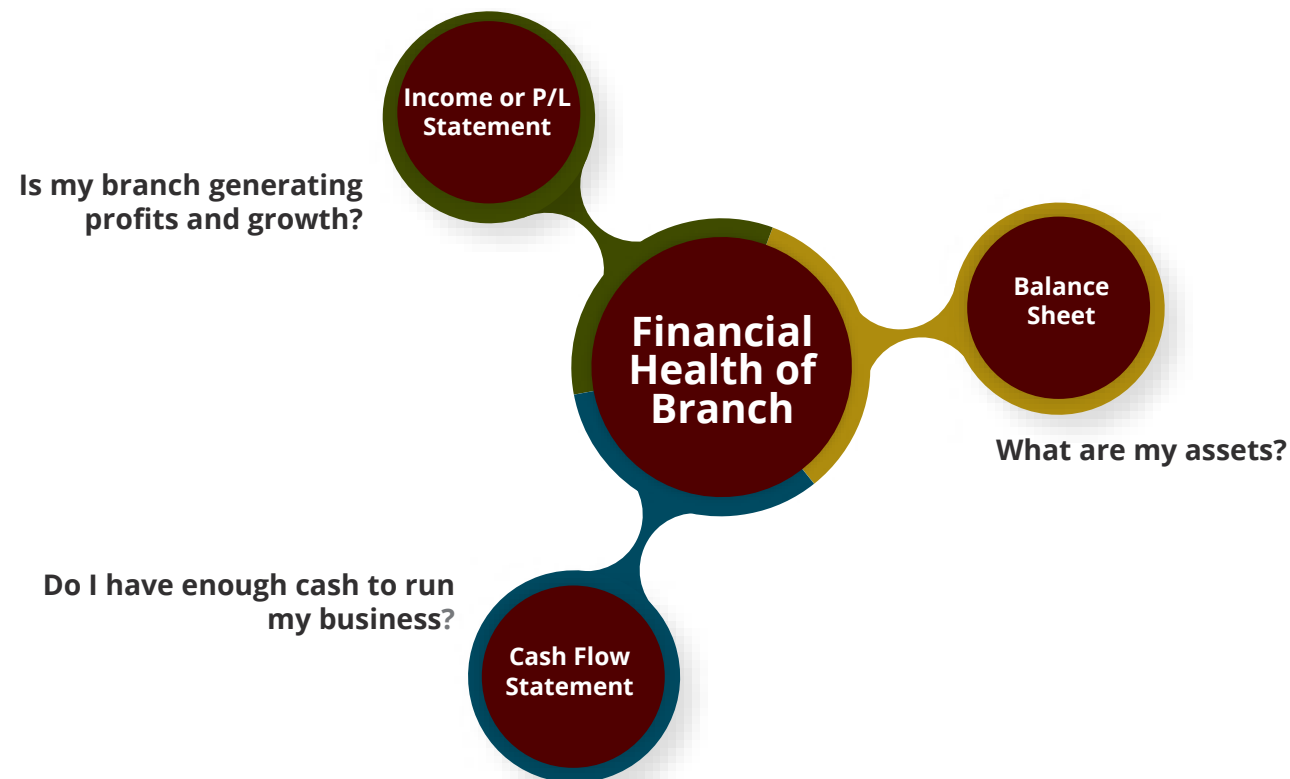 Income or P/L
Statement
Is my branch generating
profits and growth?
Balance
Sheet
Financial
Health of
Branch
What are my assets?
Do I have enough cash to run
my business?
Cash Flow
Statement